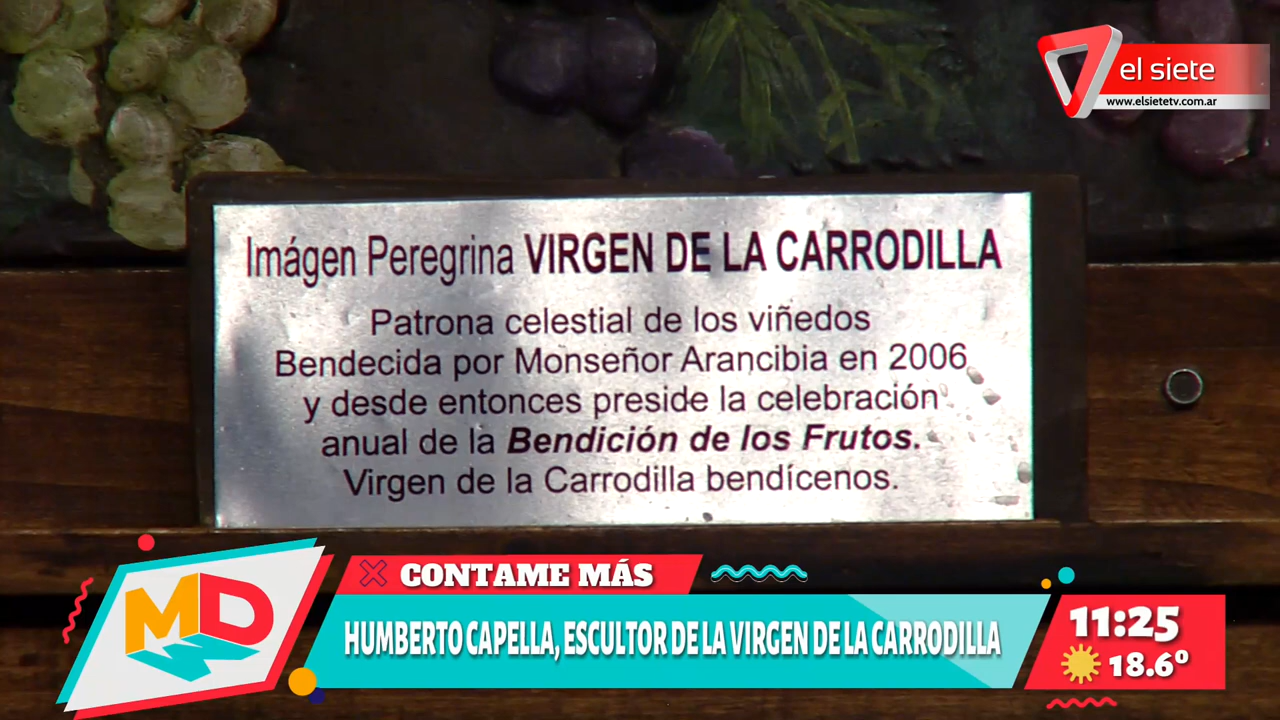 el siete
www.elsietetv.com.ar
Imágen Peregrina VIRGEN DE LA CARRODILLA
Patrona celestial de los viñedos
Bendecida por Monseñor Arancibia en 2006
y desde entonces preside la celebración
anual de la Bendición de los Frutos.
Virgen de la Carrodilla bendícenos.
CONTAME MÁS
MD
HUMBERTO CAPELLA, ESCULTOR DE LA VIRGEN DE LA CARRODILLA
11:25
18.6º